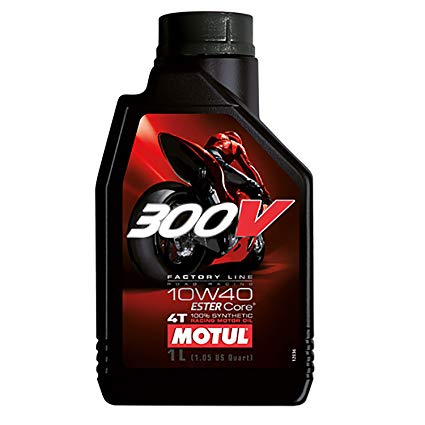 300V
FACTORY LINE
ROAD RACING
10W40
ESTER Core®
4T 100% SYNTHETIC
RACING MOTOR OIL
MOTUL
1L (1.05 US Quart)